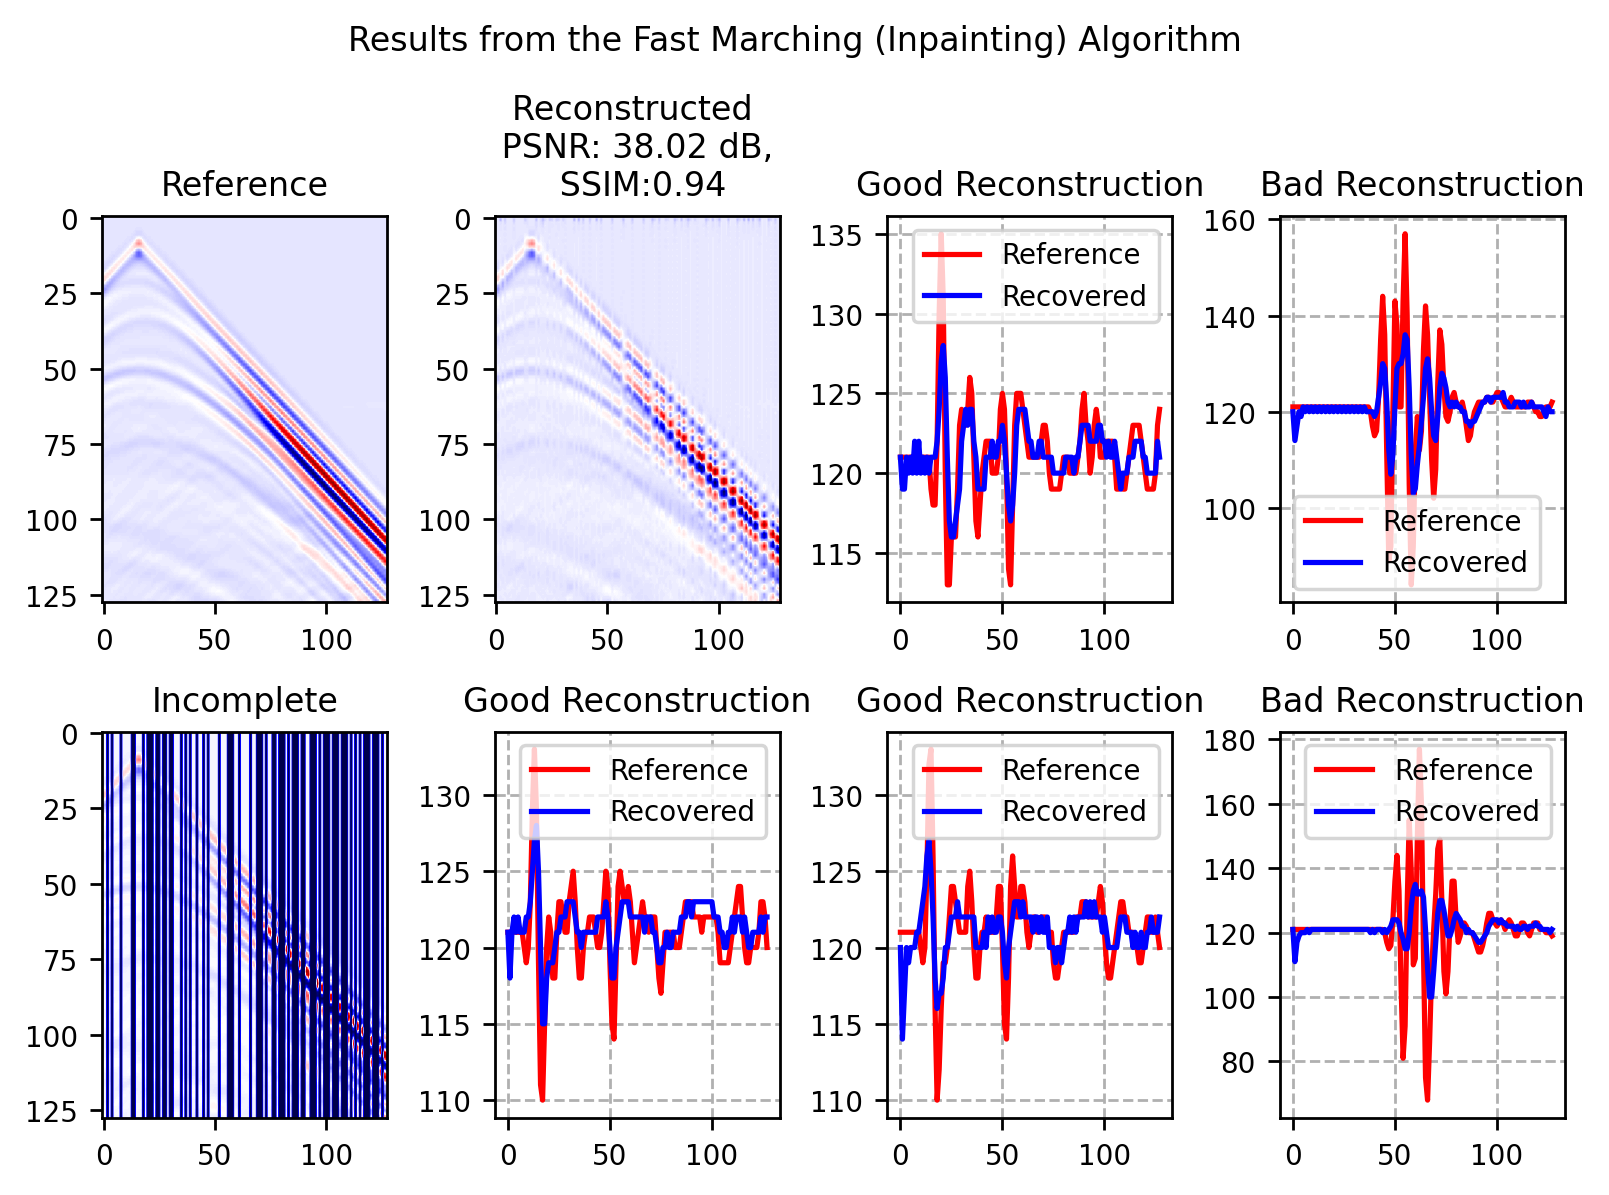 Results from the Fast Marching (Inpainting) Algorithm
Reference
0
25
50
75
100
125
0 50 100
Reconstructed
PSNR: 38.02 dB,
SSIM:0.94
0
25
50
75
100
125
0 50 100
Good Reconstruction
135
130
125
120
115
0 50 100
Reference
Recovered
Bad Reconstruction
160
140
120
100
0 50 100
Reference
Recovered
Incomplete
0
25
50
75
100
125
0 50 100
Good Reconstruction
130
125
120
115
110
0 50 100
Reference
Recovered
Good Reconstruction
130
125
120
115
110
0 50 100
Reference
Recovered
Bad Reconstruction
180
160
140
120
100
80
0 50 100
Reference
Recovered